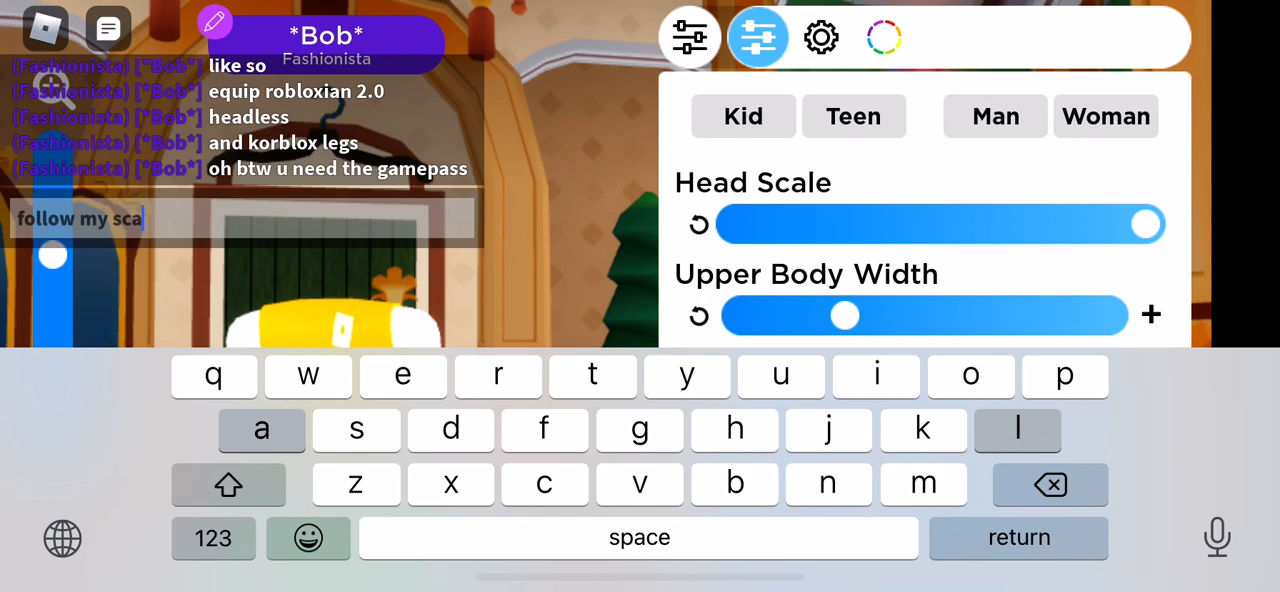 *Bob*
Fashionista
(Fashionista) [*Bob*] like so
(Fashionista) [*Bob*] equip robloxian 2.0
(Fashionista) [*Bob*] headless
(Fashionista) [*Bob*] and korblox legs
(Fashionista) [*Bob*] oh btw u need the gamepass
follow my sca
Kid Teen Man Woman
Head Scale
Upper Body Width
+
q w e r t y u i o p
a s d f g h j k l
z x c v b n m
123 space return